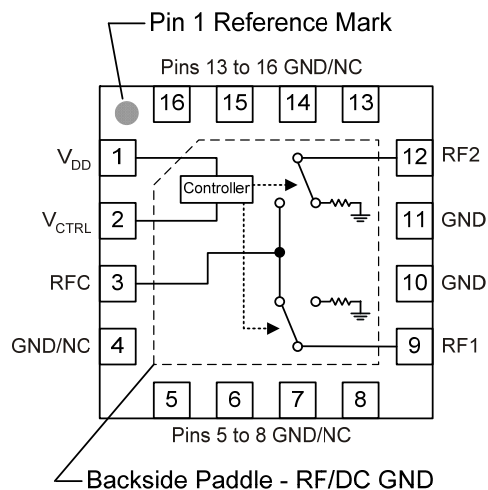 Pin 1 Reference Mark
Pins 13 to 16 GND/NC
16 15 14 13
V_DD 1 12 RF2
Controller
V_CTRL 2 11 GND
RFC 3 10 GND
GND/NC 4 9 RF1
5 6 7 8
Pins 5 to 8 GND/NC
Backside Paddle - RF/DC GND